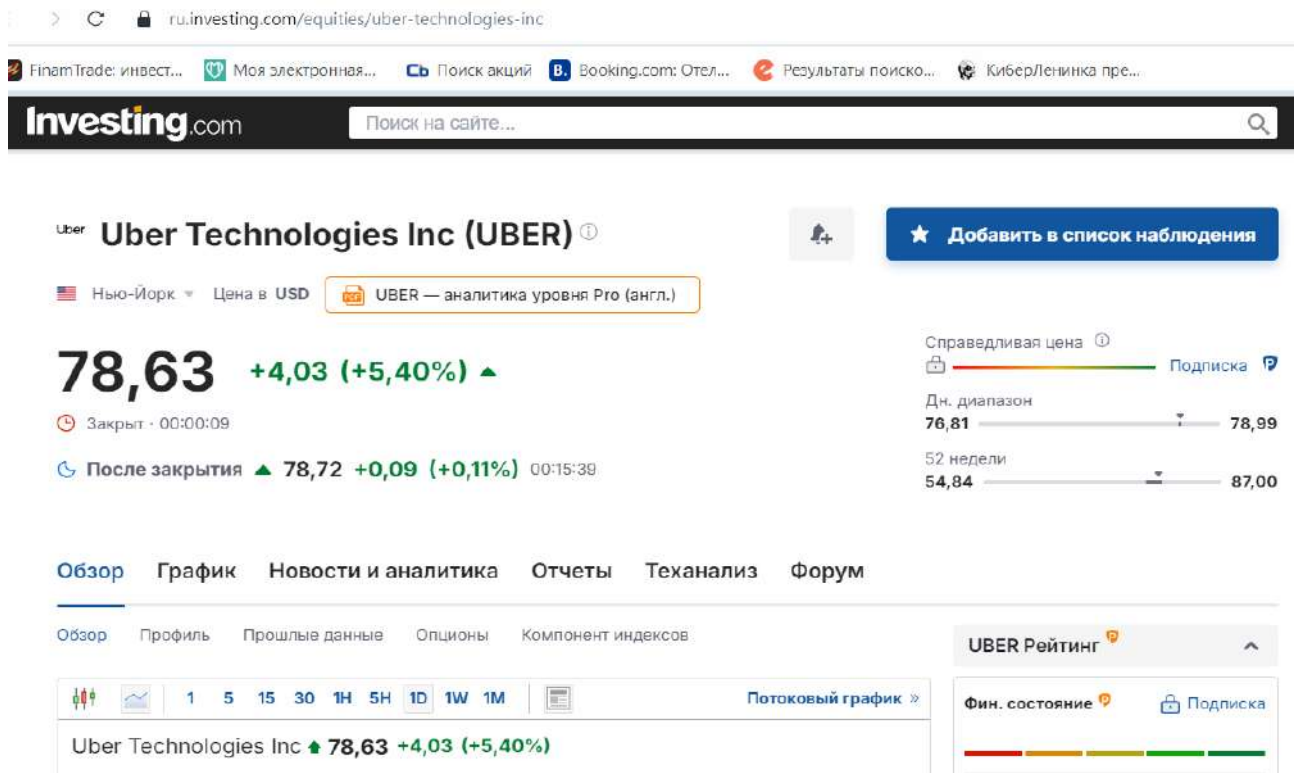 ru.investing.com/equities/uber-technologies-inc
FinamTrade: инвест... Моя электронная... Сb Поиск акций B. Booking.com: Отел... Результаты поиско... КиберЛенинка пре...
Investing.com Поиск на сайте...
Uber Uber Technologies Inc (UBER) Добавить в список наблюдения
Нью-Йорк Цена в USD PDF UBER — аналитика уровня Pro (англ.)
78,63 +4,03 (+5,40%)
Закрыт · 00:00:09
После закрытия 78,72 +0,09 (+0,11%) 00:15:39
Справедливая цена
Подписка
Дн. диапазон
76,81 78,99
52 недели
54,84 87,00
Обзор График Новости и аналитика Отчеты Теханализ Форум
Обзор Профиль Прошлые данные Опционы Компонент индексов
1 5 15 30 1H 5H 1D 1W 1M Потоковый график »
Uber Technologies Inc 78,63 +4,03 (+5,40%)
UBER Рейтинг
Фин. состояние Подписка